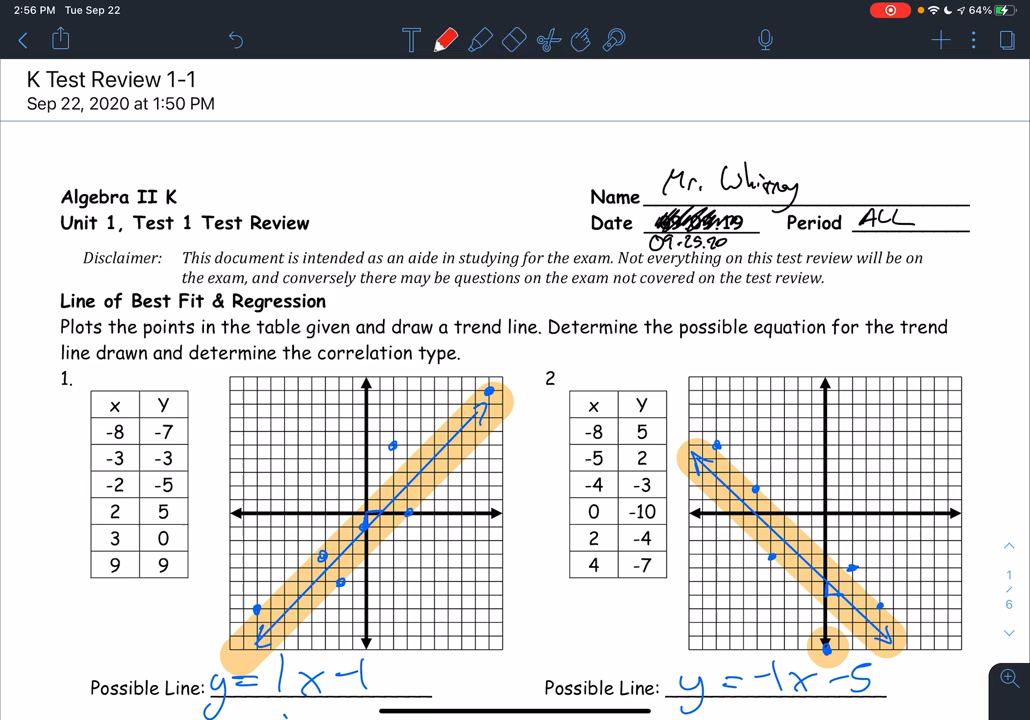 2:56 PM Tue Sep 22
64%
K Test Review 1-1
Sep 22, 2020 at 1:50 PM
Algebra II K
Name Mr. Whitney
Unit 1, Test 1 Test Review
Date 09.25.20 Period ALL
Disclaimer: This document is intended as an aide in studying for the exam. Not everything on this test review will be on
the exam, and conversely there may be questions on the exam not covered on the test review.
Line of Best Fit & Regression
Plots the points in the table given and draw a trend line. Determine the possible equation for the trend
line drawn and determine the correlation type.
1.
x y
-8 -7
-3 -3
-2 -5
2 5
3 0
9 9
2
x y
-8 5
-5 2
-4 -3
0 -10
2 -4
4 -7
Possible Line: y = 1x -1
Possible Line: y = -1x -5
1
6